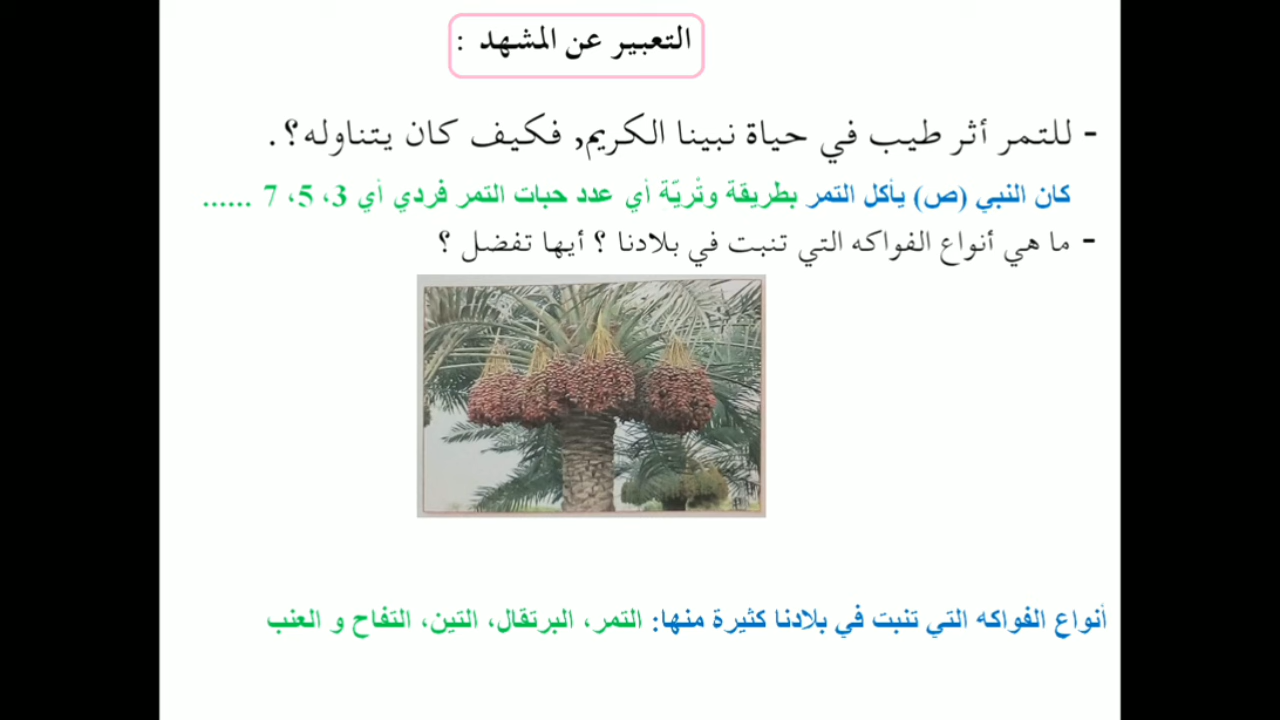 التعبير عن المشهد :
- للتمر أثر طيب في حياة نبينا الكريم, فكيف كان يتناوله؟.
كان النبي (ص) يأكل التمر بطريقة وتْريّة أي عدد حبات التمر فردي أي 3، 5، 7 ......
- ما هي أنواع الفواكه التي تنبت في بلادنا ؟ أيها تفضل ؟
أنواع الفواكه التي تنبت في بلادنا كثيرة منها: التمر، البرتقال، التين، التفاح و العنب